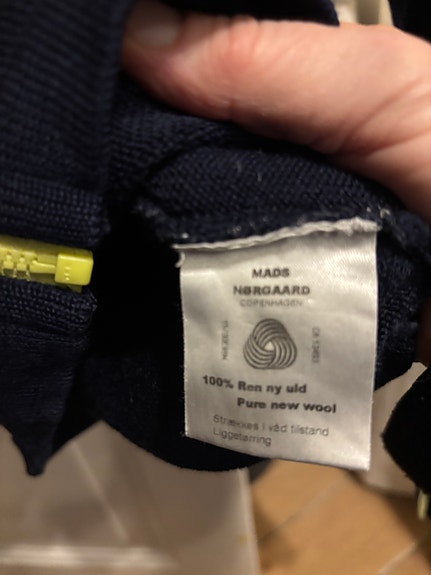 MADS
NØRGAARD
COPENHAGEN
100% Ren ny uld
Pure new wool
Strækkes i våd tilstand
Liggetørring